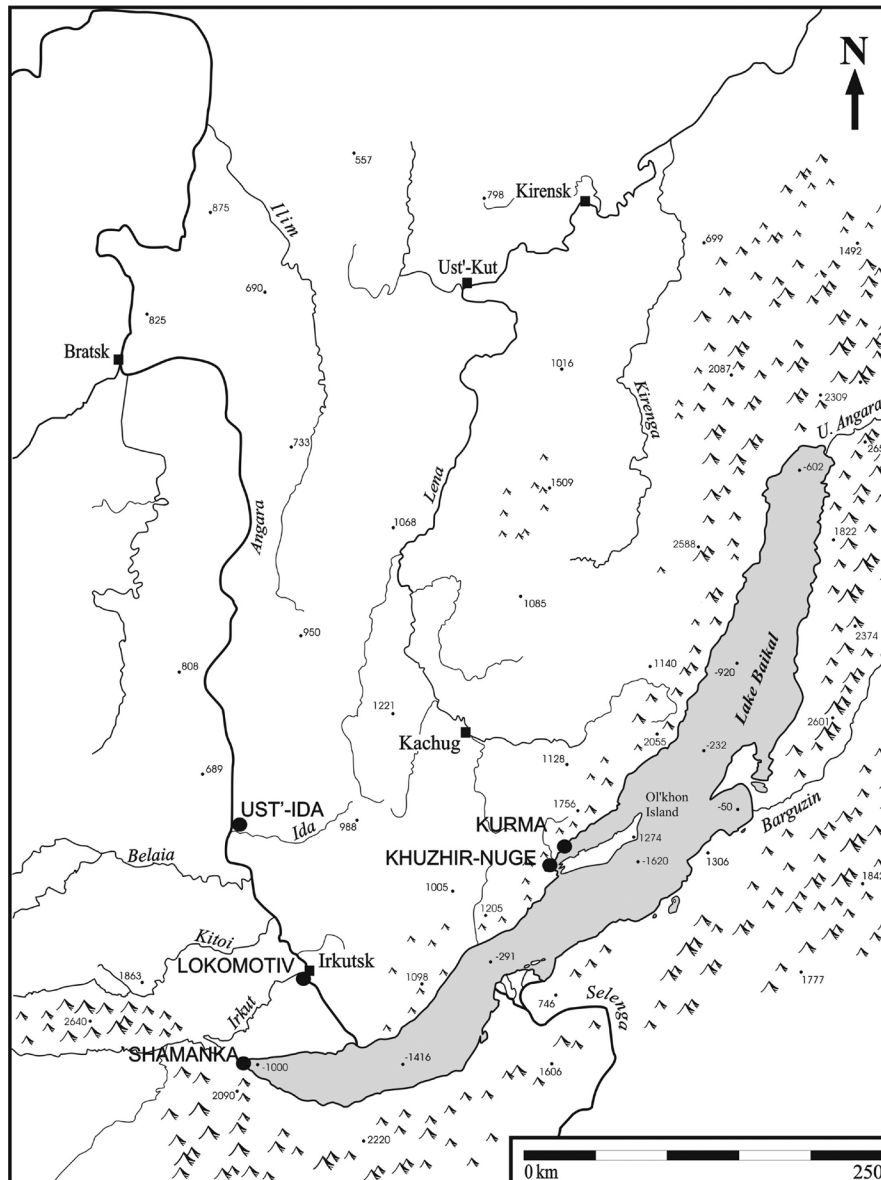 N
557
798
Kirensk
875
Ilim
699
1492
Ust'-Kut
690
825
Bratsk
1016
2087
Kirenga
2309
U. Angara
733
265
-602
Lena
1509
Angara
1068
2588
1822
1085
950
2374
808
1140
-920
Lake Baikal
1221
2601
Kachug
2055
-232
1128
689
UST'-IDA
Ida
988
1756
Ol'khon
Island
-50
Barguzin
KURMA
1274
KHUZHIR-NUGE
-1620
1306
Belaia
1005
1842
1205
Kitoi
LOKOMOTIV
Irkutsk
-291
1863
1098
1777
Irkut
746
Selenga
2640
SHAMANKA
-1000
-1416
1606
2090
2220
0 km
250